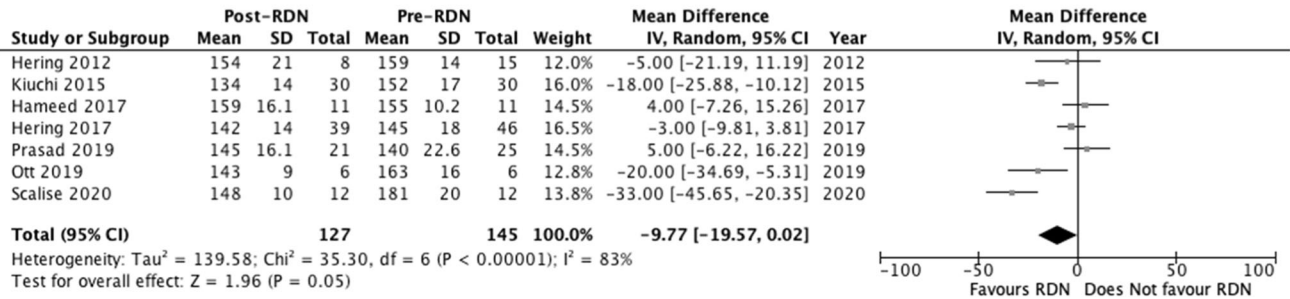 Post-RDN Pre-RDN Mean Difference Mean Difference
Study or Subgroup Mean SD Total Mean SD Total Weight IV, Random, 95% CI Year IV, Random, 95% CI
Hering 2012 154 21 8 159 14 15 12.0% -5.00 [-21.19, 11.19] 2012
Kiuchi 2015 134 14 30 152 17 30 16.0% -18.00 [-25.88, -10.12] 2015
Hameed 2017 159 16.1 11 155 10.2 11 14.5% 4.00 [-7.26, 15.26] 2017
Hering 2017 142 14 39 145 18 46 16.5% -3.00 [-9.81, 3.81] 2017
Prasad 2019 145 16.1 21 140 22.6 25 14.5% 5.00 [-6.22, 16.22] 2019
Ott 2019 143 9 6 163 16 6 12.8% -20.00 [-34.69, -5.31] 2019
Scalise 2020 148 10 12 181 20 12 13.8% -33.00 [-45.65, -20.35] 2020
Total (95% CI) 127 145 100.0% -9.77 [-19.57, 0.02]
Heterogeneity: Tau² = 139.58; Chi² = 35.30, df = 6 (P < 0.00001); I² = 83%
Test for overall effect: Z = 1.96 (P = 0.05)
-100 -50 0 50 100
Favours RDN Does Not favour RDN